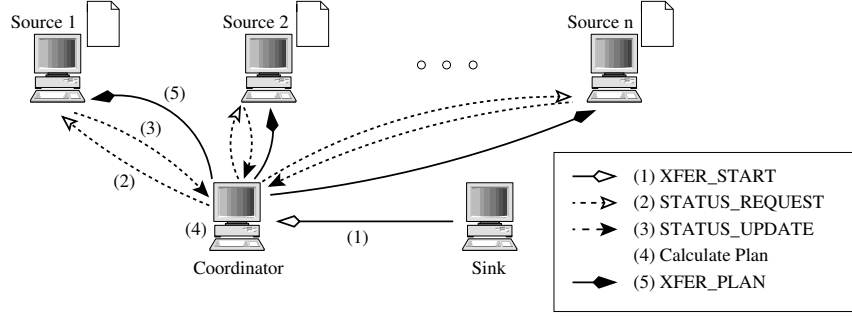 Source 1
Source 2
Source n
(5)
(3)
(2)
(4)
(1)
Coordinator
Sink
(1) XFER_START
(2) STATUS_REQUEST
(3) STATUS_UPDATE
(4) Calculate Plan
(5) XFER_PLAN